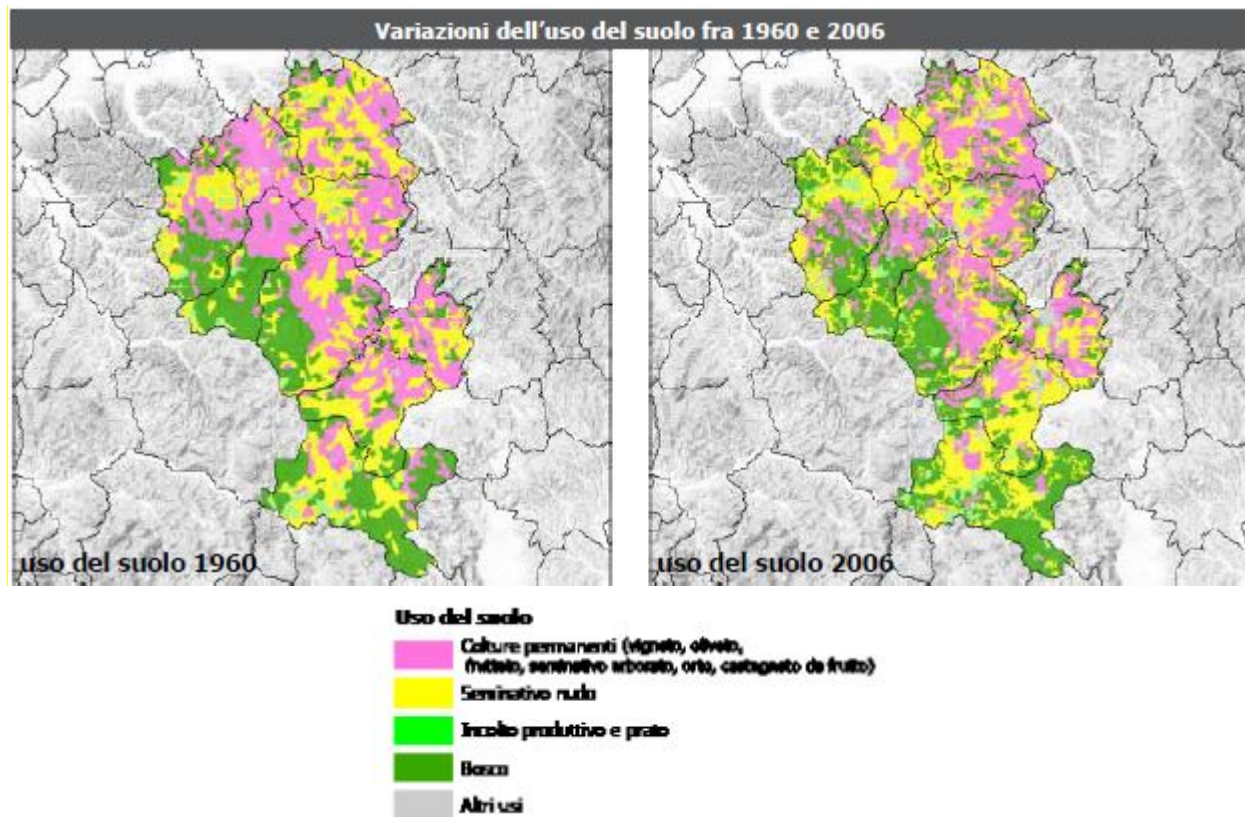 Variazioni dell'uso del suolo fra 1960 e 2006
uso del suolo 1960
uso del suolo 2006
Uso del suolo
Colture permanenti (vigneto, oliveto,
frutteto, seminativo arborato, orto, castagneto da frutto)
Seminativo nudo
Incolto produttivo e prato
Bosco
Altri usi